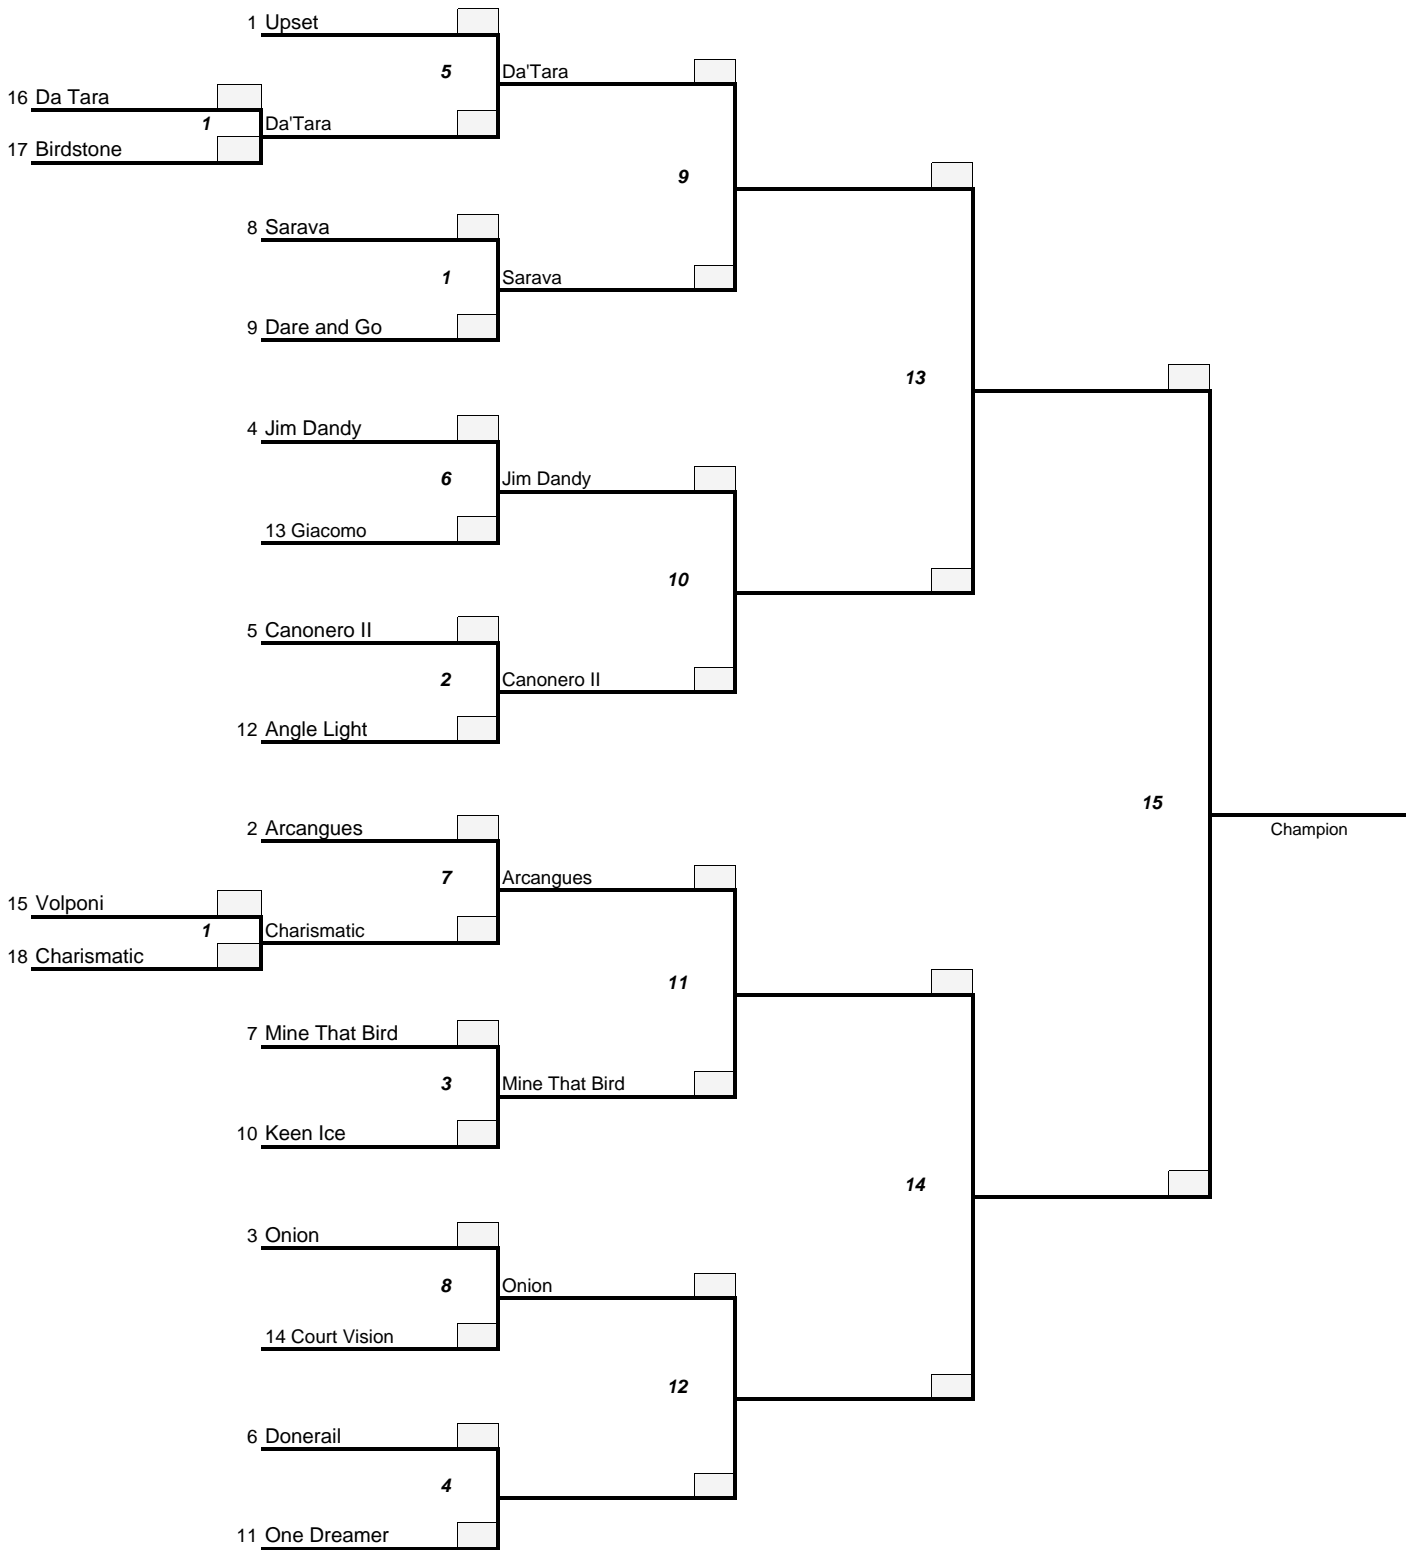 1 Upset
5 Da'Tara
16 Da Tara
1 Da'Tara
17 Birdstone
9
8 Sarava
1 Sarava
9 Dare and Go
13
4 Jim Dandy
6 Jim Dandy
13 Giacomo
10
5 Canonero II
2 Canonero II
12 Angle Light
15
Champion
2 Arcangues
7 Arcangues
15 Volponi
1 Charismatic
18 Charismatic
11
7 Mine That Bird
3 Mine That Bird
10 Keen Ice
14
3 Onion
8 Onion
14 Court Vision
12
6 Donerail
4
11 One Dreamer